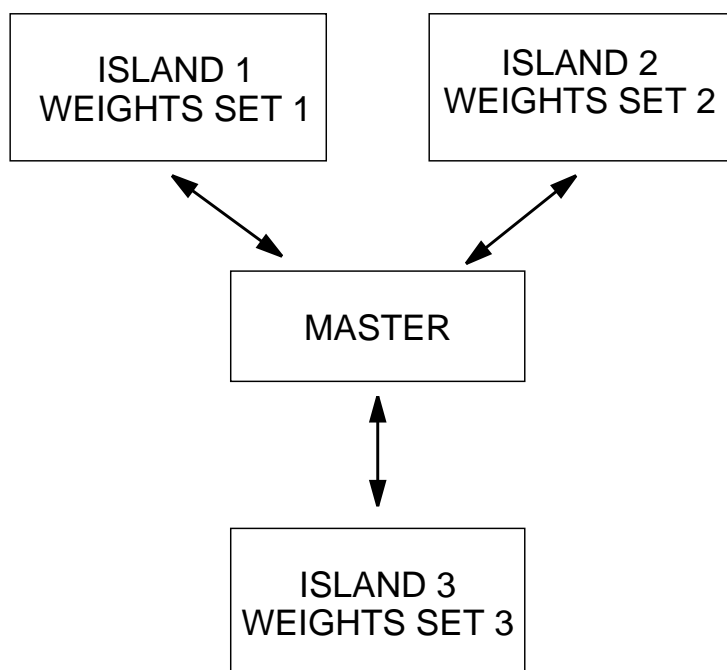 ISLAND 1
WEIGHTS SET 1
ISLAND 2
WEIGHTS SET 2
MASTER
ISLAND 3
WEIGHTS SET 3